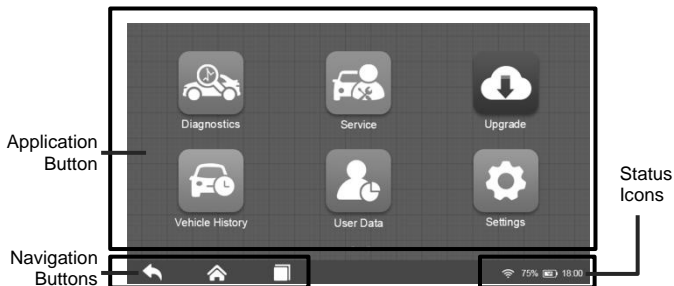 Diagnostics
Service
Upgrade
Application
Button
Vehicle History
User Data
Settings
Status
Icons
Navigation
Buttons
75% 18:00